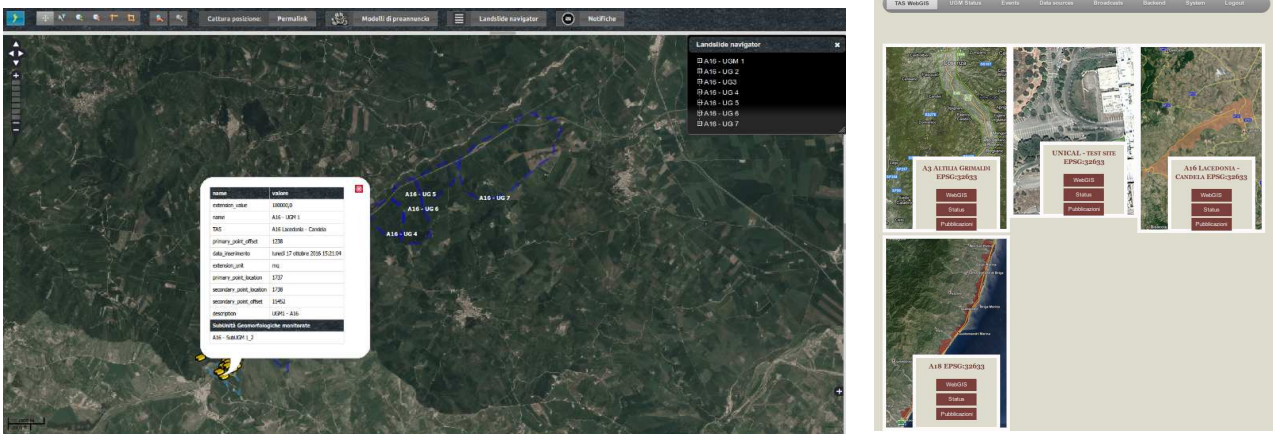 Cattura posizione: Permalink Modelli di preannuncio Landslide navigator Notifiche
Landslide navigator
A16 - UGM 1
A16 - UG 2
A16 - UG3
A16 - UG 4
A16 - UG 5
A16 - UG 6
A16 - UG 7
A16 - UG 5
A16 - UG 6
A16 - UG 7
A16 - UG 4
name valore
extension_value 100000,0
name A16 - UGM 1
TAS A16 Lacedonia - Candela
primary_point_offset 1238
data_inserimento lunedì 17 ottobre 2016 15:21:04
extension_unit mq
primary_point_location 1737
secondary_point_location 1738
secondary_point_offset
description UGM1 - A16
SubUnità Geomorfologiche monitorate
A16 - SubUGM 1_2
TAS WebGIS UGM Status Events Data sources Broadcasts Backend System Logout
A3 Altilia Grimaldi
EPSG:32633
WebGIS
Status
Pubblicazioni
UNICAL - TEST SITE
EPSG:32633
WebGIS
Status
Pubblicazioni
A16 Lacedonia -
Candela EPSG:32633
WebGIS
Status
Pubblicazioni
A18 EPSG:32633
WebGIS
Status
Pubblicazioni